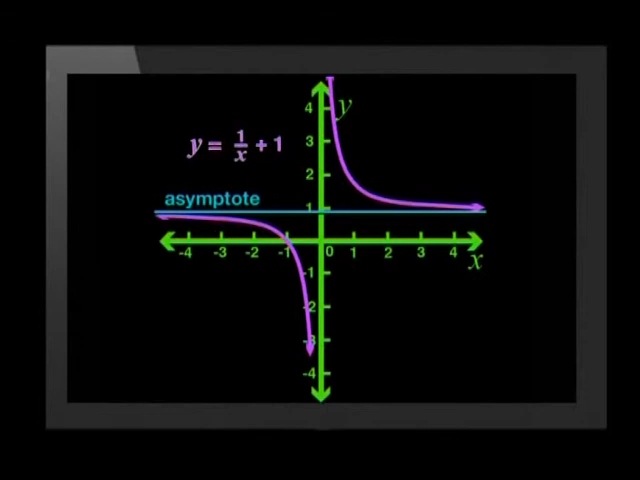 4
y
y = 1/x + 1
3
2
asymptote
1
-4 -3 -2 -1 0 1 2 3 4
x
-1
-2
-3
-4